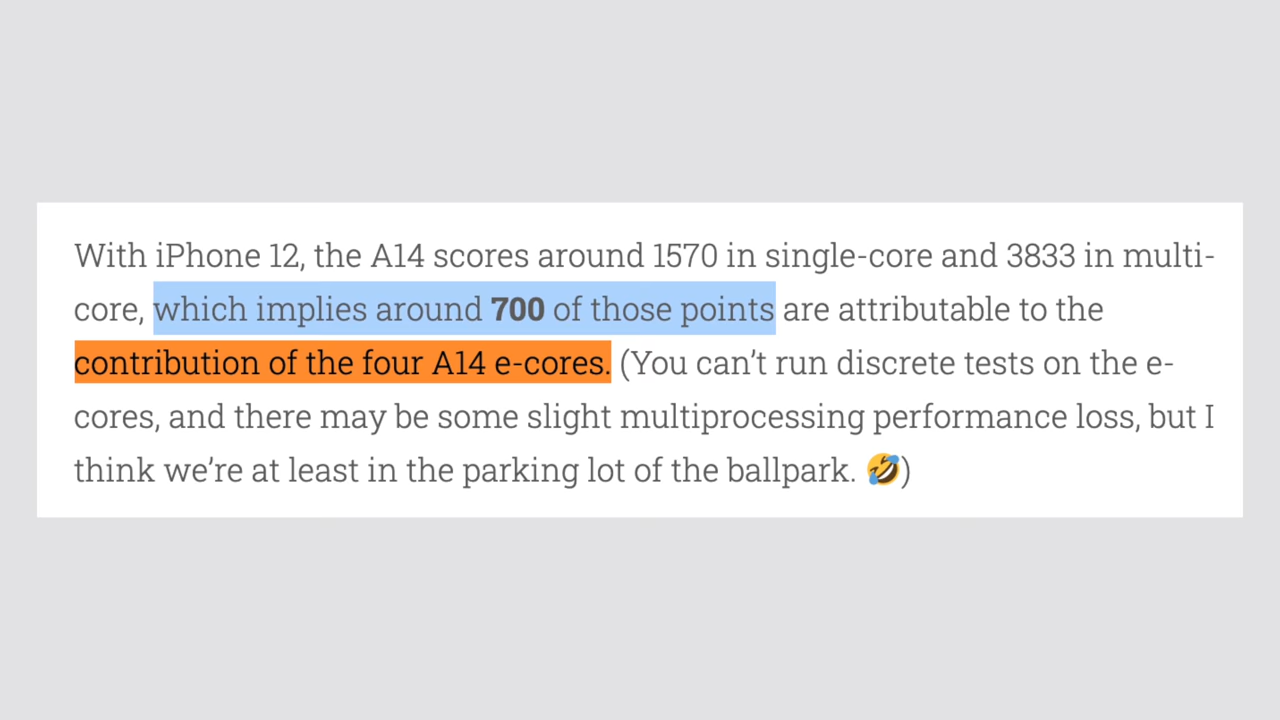 With iPhone 12, the A14 scores around 1570 in single-core and 3833 in multi-
core, which implies around 700 of those points are attributable to the
contribution of the four A14 e-cores. (You can’t run discrete tests on the e-
cores, and there may be some slight multiprocessing performance loss, but I
think we’re at least in the parking lot of the ballpark. 🤣)